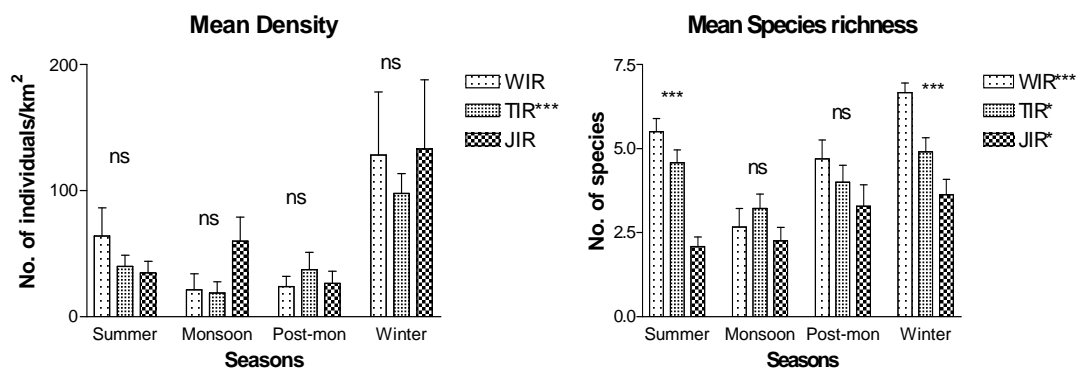 Mean Density
No. of individuals/km²
200
100
0
ns
ns
ns
ns
Summer
Monsoon
Post-mon
Winter
Seasons
WIR
TIR***
JIR
Mean Species richness
No. of species
7.5
5.0
2.5
0.0
***
ns
ns
***
Summer
Monsoon
Post-mon
Winter
Seasons
WIR***
TIR*
JIR*